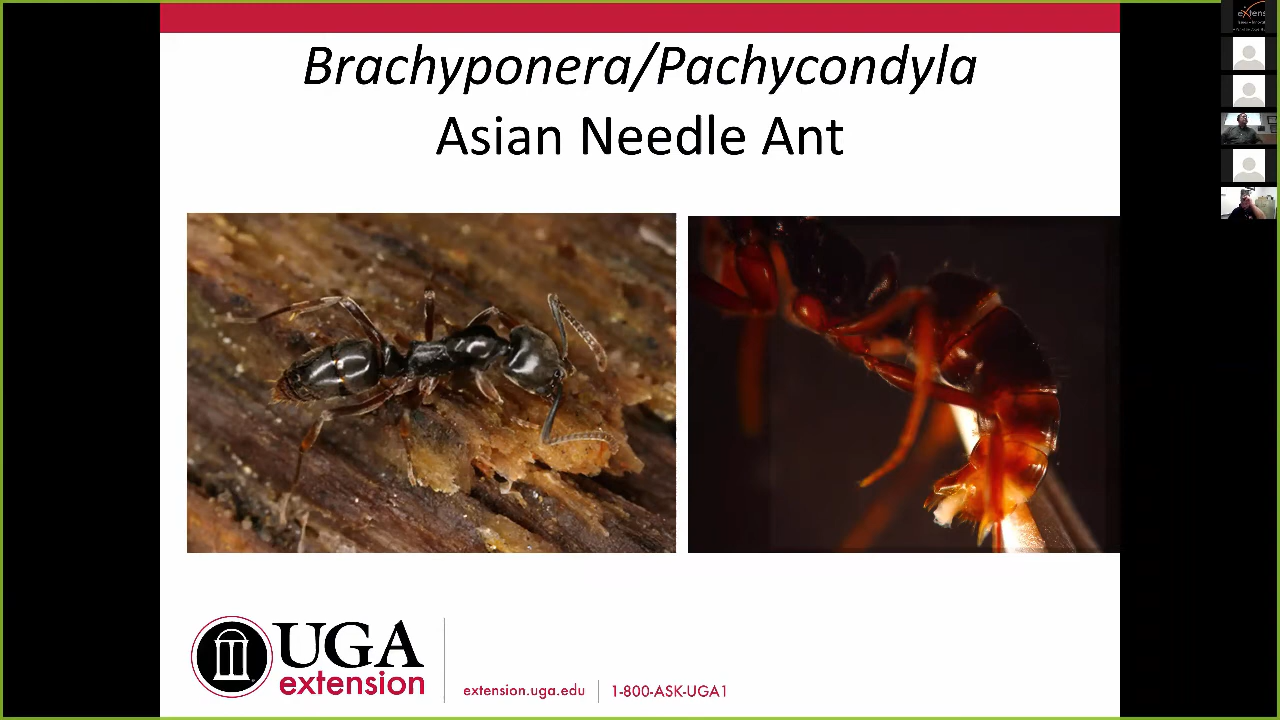 Brachyponera/Pachycondyla
Asian Needle Ant
UGA
extension
extension.uga.edu
1-800-ASK-UGA1